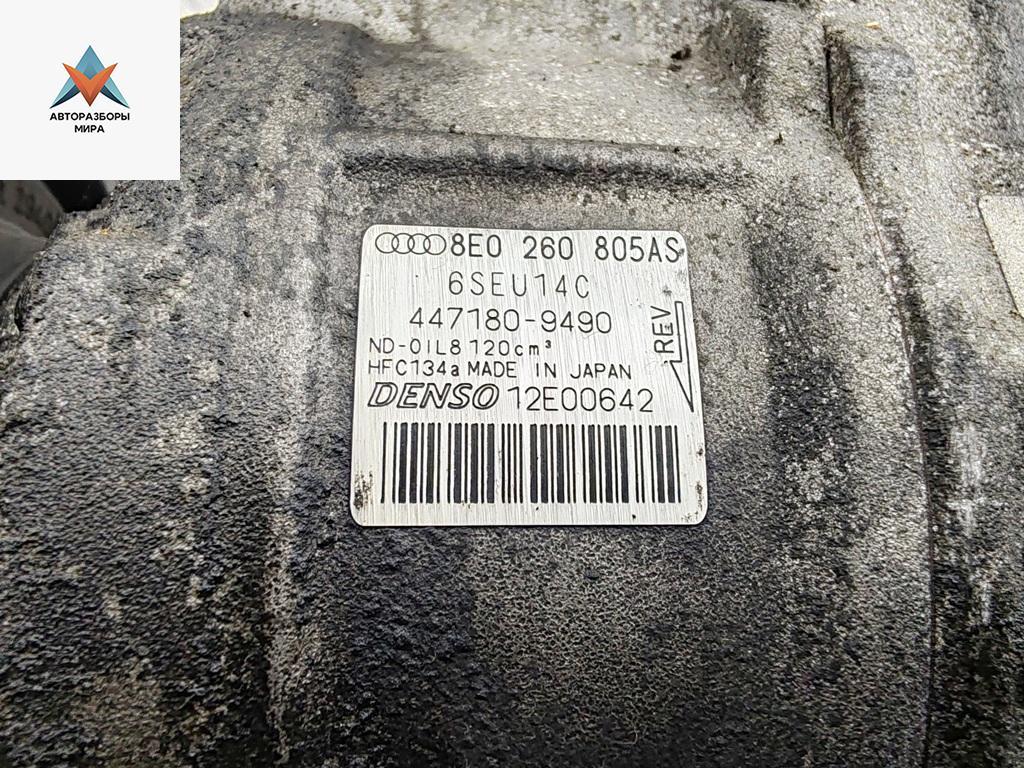 АВТОРАЗБОРЫ
МИРА
8E0 260 805AS
6SEU14C
447180-9490
REV
ND-OIL8 120cm³
HFC134a MADE IN JAPAN
DENSO 12E00642